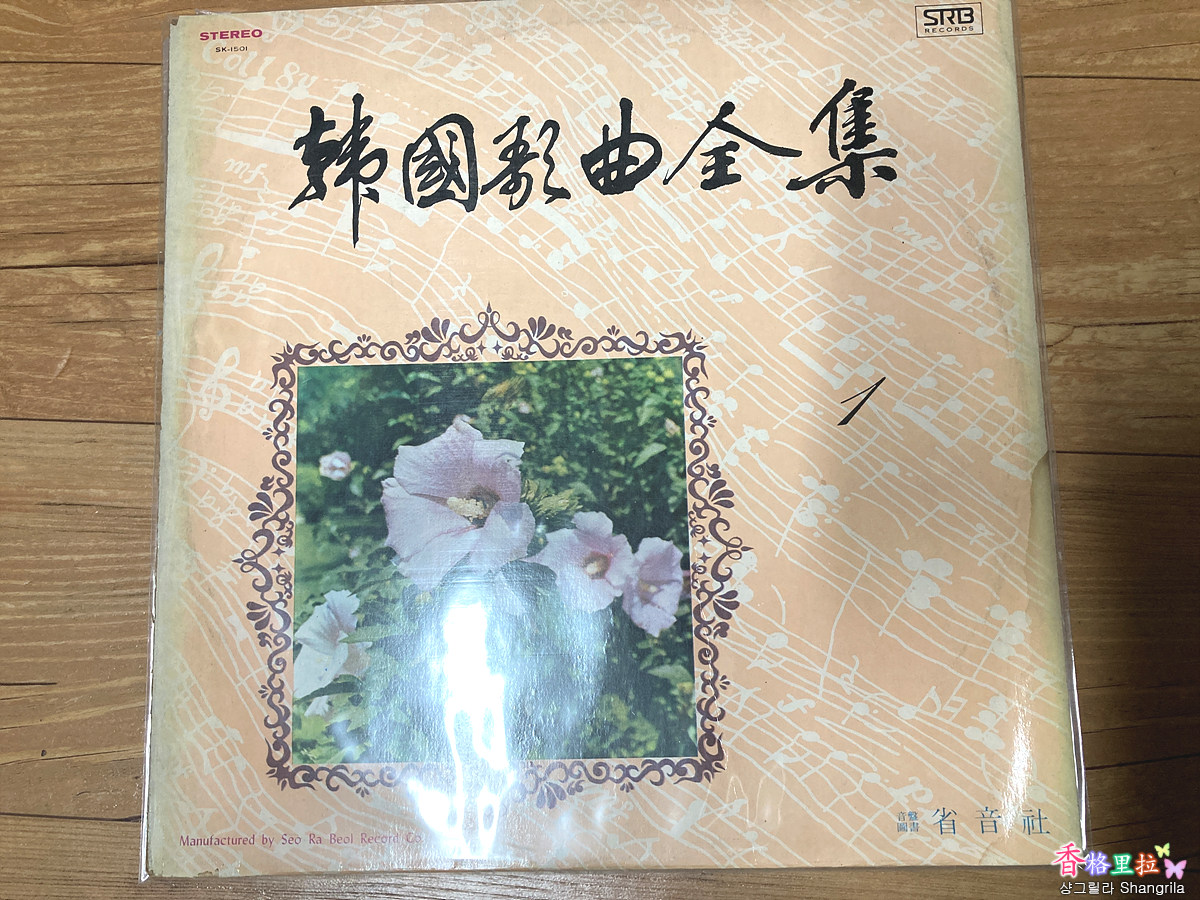 STEREO
SK-1501
SRB
RECORDS
韩國歌曲全集
1
Manufactured by Seo Ra Beol Record Co
音盤
圖書
省音社
香格里拉
샹그릴라 Shangrila